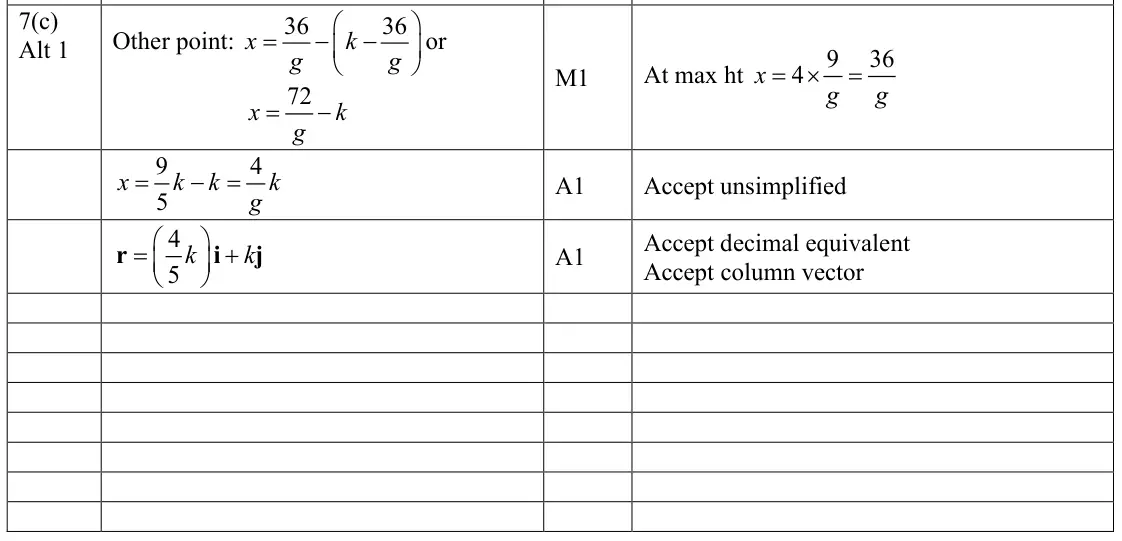 7(c)
Alt 1
Other point: x = 36/g − (k − 36/g) or
x = 72/g − k
M1
At max ht x = 4 × 9/g = 36/g
x = 9/5 k − k = 4/g k
A1
Accept unsimplified
r = (4/5 k) i + kj
A1
Accept decimal equivalent
Accept column vector